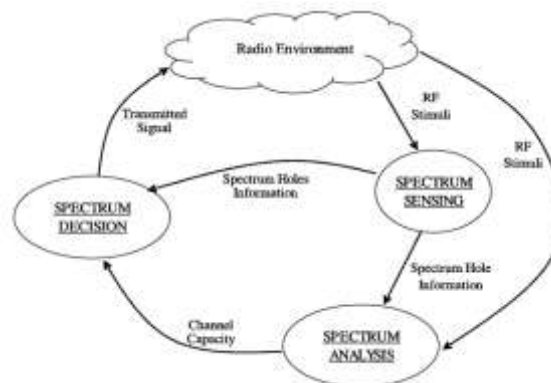 Radio Environment
RF
Stimuli
Transmitted
Signal
RF
Stimuli
Spectrum Holes
Information
SPECTRUM
SENSING
SPECTRUM
DECISION
Spectrum Hole
Information
Channel
Capacity
SPECTRUM
ANALYSIS